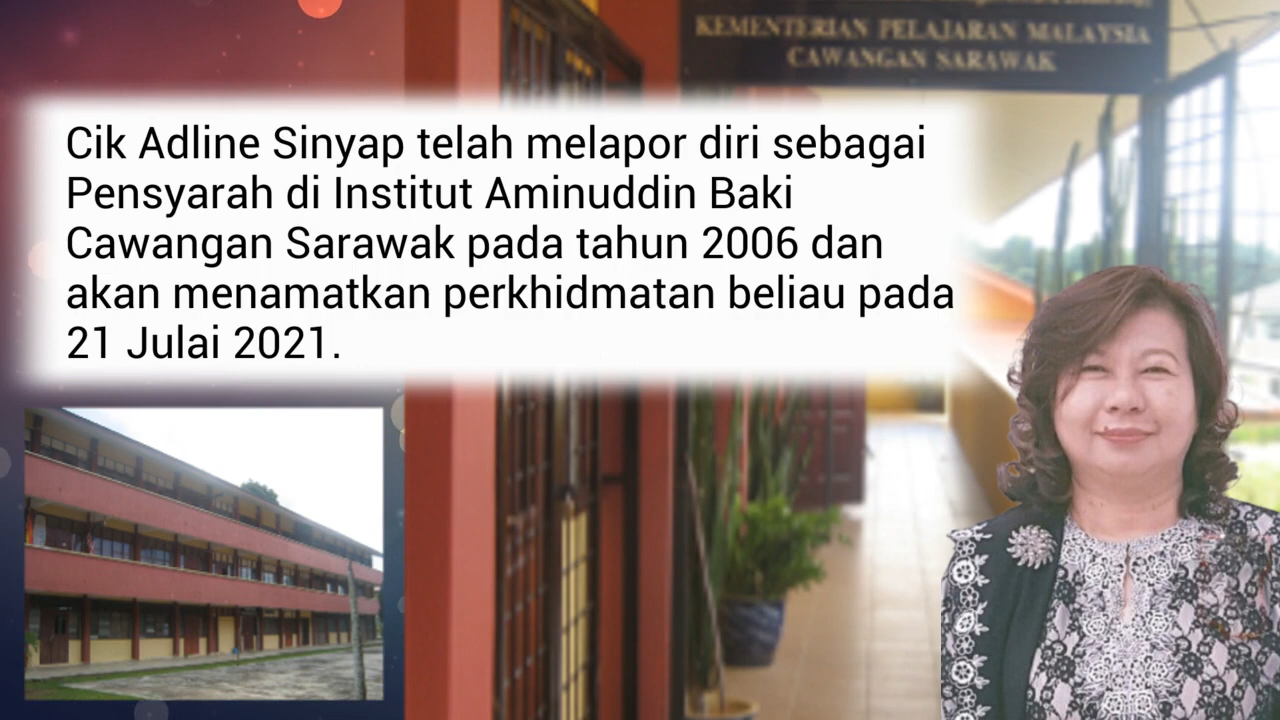 KEMENTERIAN PELAJARAN MALAYSIA
CAWANGAN SARAWAK
Cik Adline Sinyap telah melapor diri sebagai
Pensyarah di Institut Aminuddin Baki
Cawangan Sarawak pada tahun 2006 dan
akan menamatkan perkhidmatan beliau pada
21 Julai 2021.